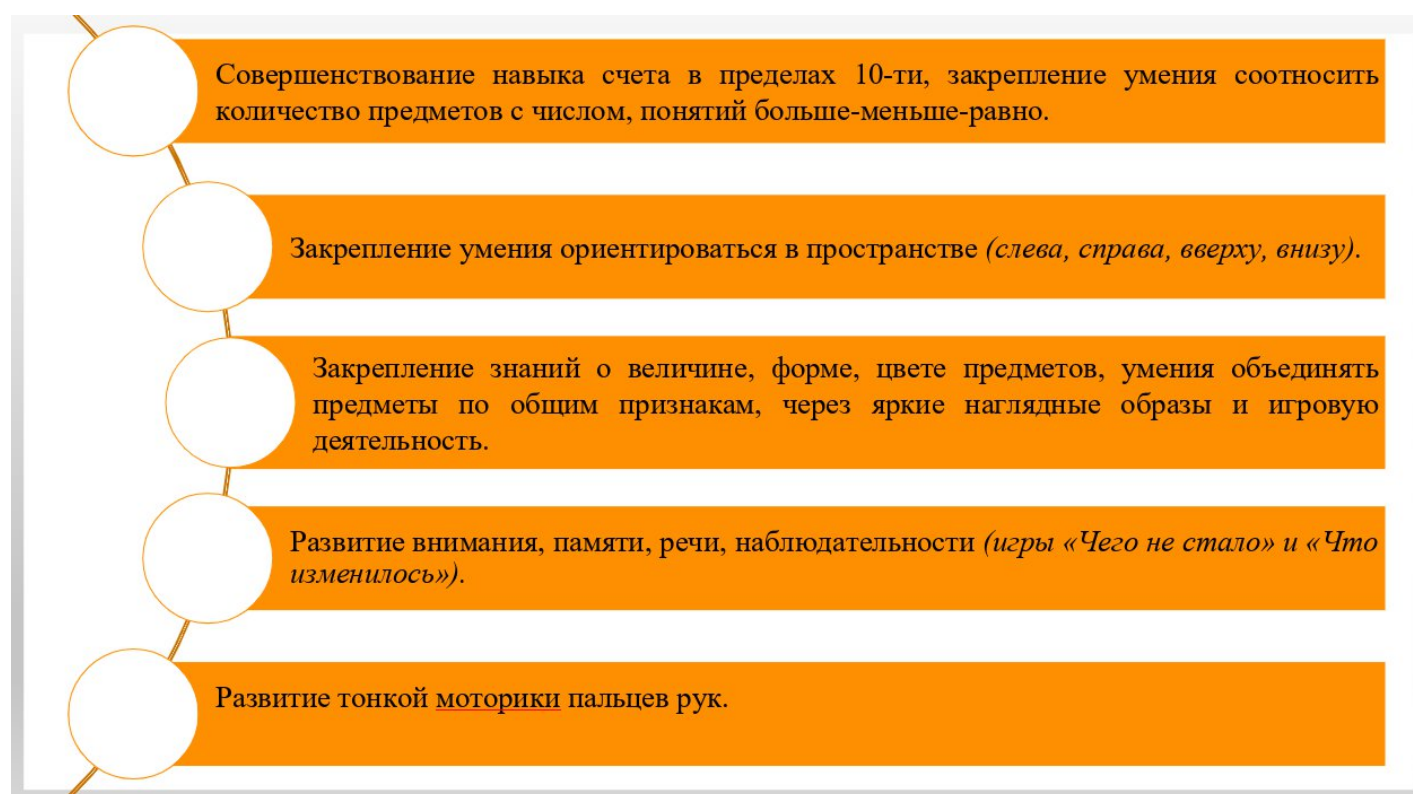 Совершенствование навыка счета в пределах 10-ти, закрепление умения соотносить
количество предметов с числом, понятий больше-меньше-равно.
Закрепление умения ориентироваться в пространстве (слева, справа, вверху, внизу).
Закрепление знаний о величине, форме, цвете предметов, умения объединять
предметы по общим признакам, через яркие наглядные образы и игровую
деятельность.
Развитие внимания, памяти, речи, наблюдательности (игры «Чего не стало» и «Что
изменилось»).
Развитие тонкой моторики пальцев рук.